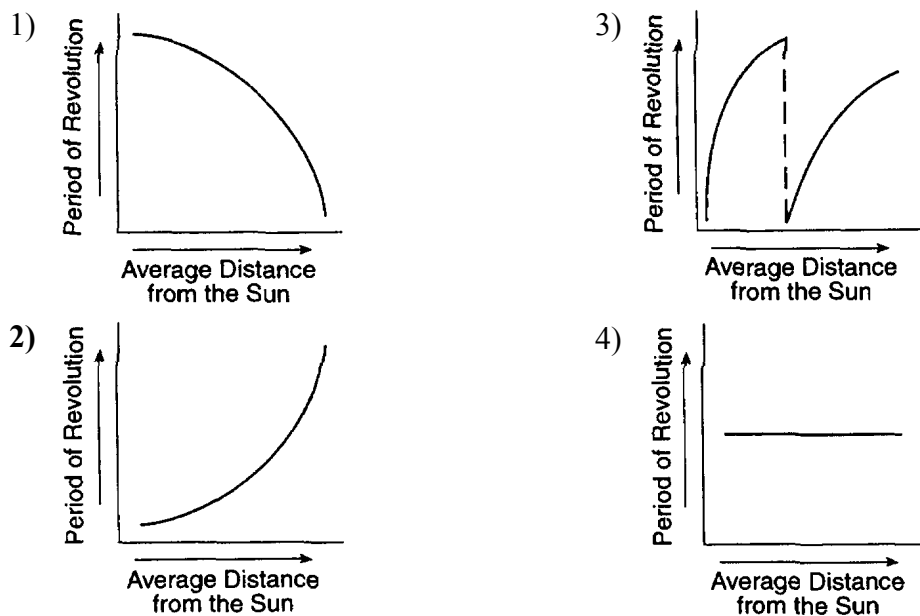 1)
Period of Revolution
Average Distance
from the Sun
2)
Period of Revolution
Average Distance
from the Sun
3)
Period of Revolution
Average Distance
from the Sun
4)
Period of Revolution
Average Distance
from the Sun